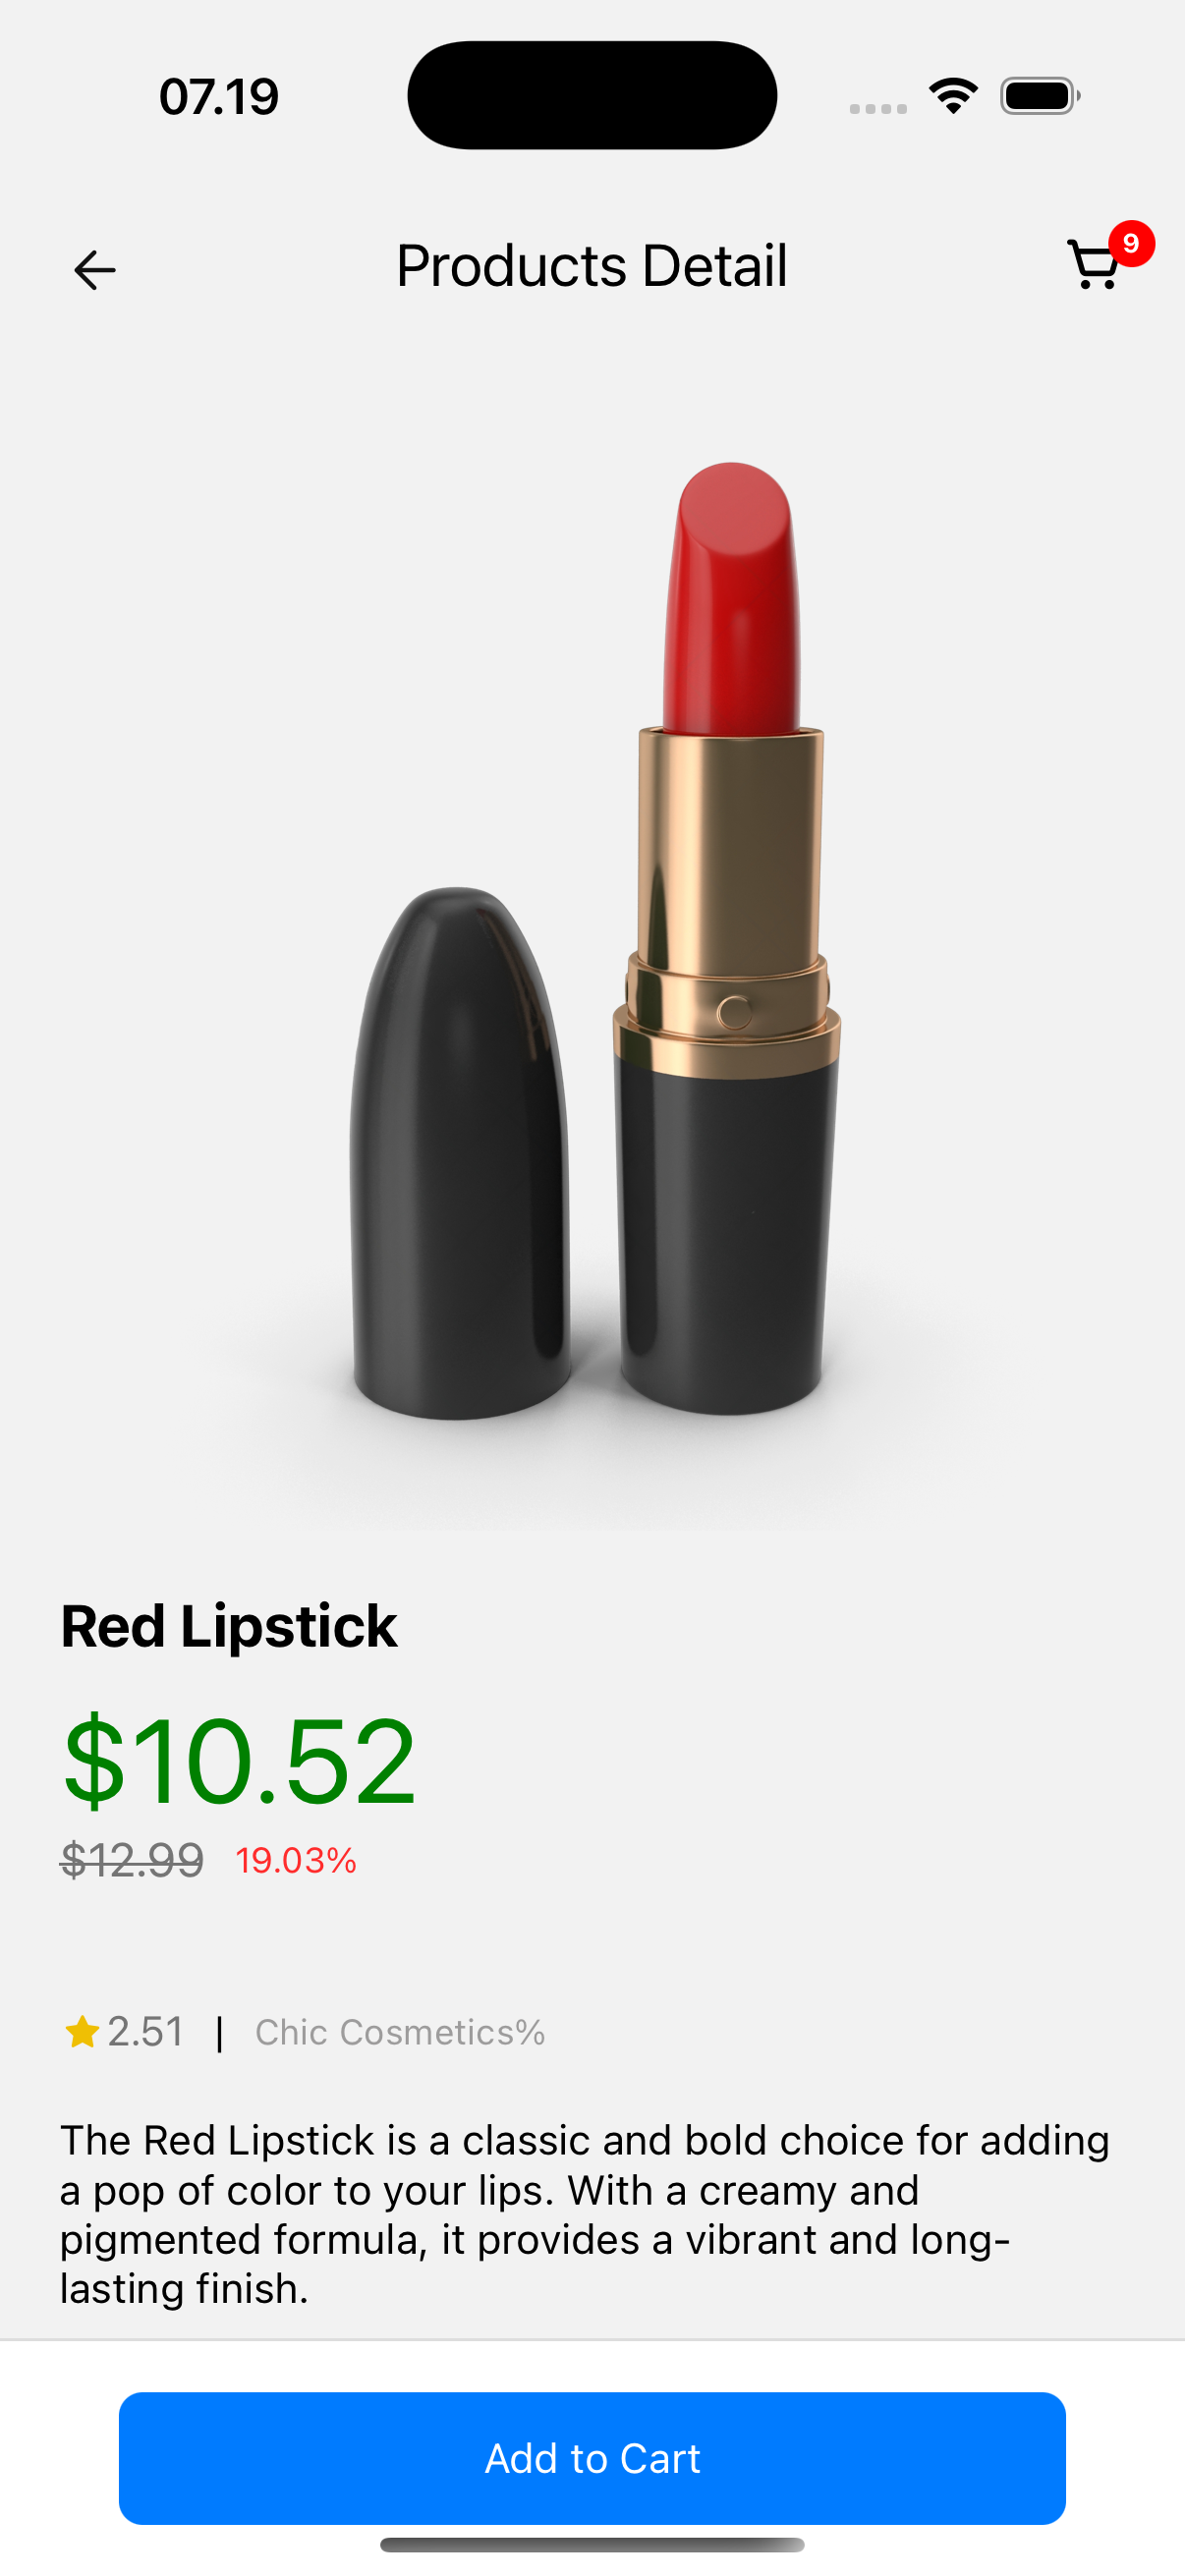 07.19
Products Detail
9
Red Lipstick
$10.52
$12.99 19.03%
2.51 | Chic Cosmetics%
The Red Lipstick is a classic and bold choice for adding
a pop of color to your lips. With a creamy and
pigmented formula, it provides a vibrant and long-
lasting finish.
Add to Cart